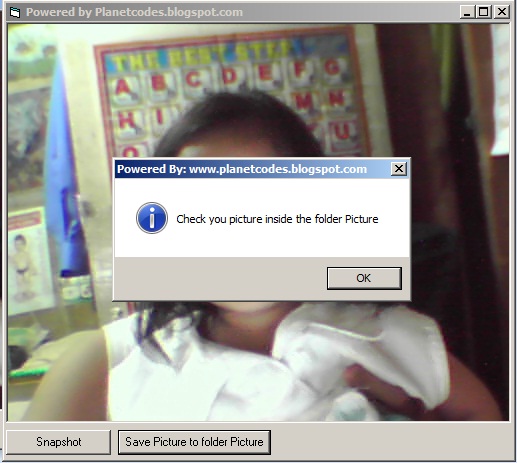 Powered by Planetcodes.blogspot.com
THE BEST STEP
A B C D E F G
H I M N
O U
Powered By: www.planetcodes.blogspot.com
Check you picture inside the folder Picture
OK
Snapshot
Save Picture to folder Picture